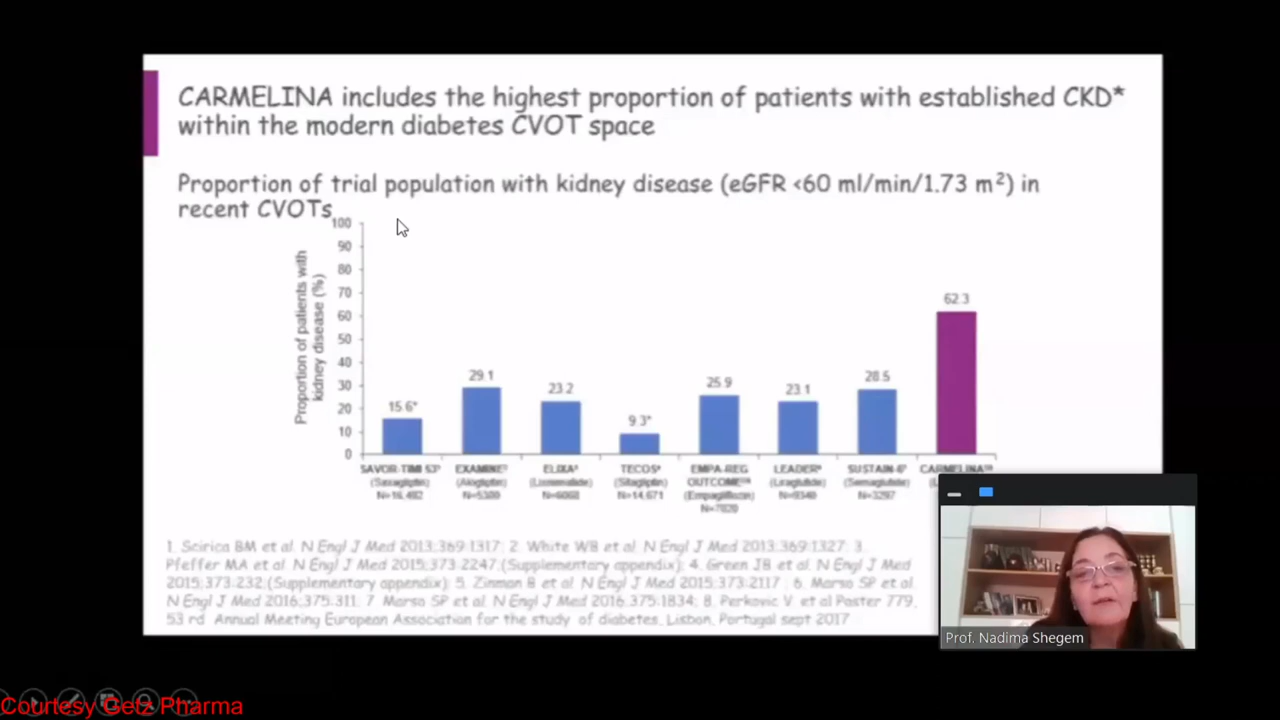 CARMELINA includes the highest proportion of patients with established CKD*
within the modern diabetes CVOT space
Proportion of trial population with kidney disease (eGFR <60 ml/min/1.73 m²) in
recent CVOTs
Proportion of patients with
kidney disease (%)
100
90
80
70
60
50
40
30
20
10
0
15.6*
29.1
23.2
9.3*
25.9
23.1
28.5
62.3
SAVOR-TIMI 53
(Saxagliptin)
N=16,492
EXAMINE
(Alogliptin)
N=5380
ELIXA
(Lixisenatide)
N=6068
TECOS
(Sitagliptin)
N=14,671
EMPA-REG
OUTCOME
(Empagliflozin)
N=7020
LEADER
(Liraglutide)
N=9340
SUSTAIN-6
(Semaglutide)
N=3297
CARMELINA
1. Scirica BM et al. N Engl J Med 2013;369:1317; 2. White WB et al. N Engl J Med 2013;369:1327; 3.
Pfeffer MA et al. N Engl J Med 2015;373:2247;(Supplementary appendix); 4. Green JB et al. N Engl J Med
2015;373:232;(Supplementary appendix); 5. Zinman B et al. N Engl J Med 2015;373:2117; 6. Marso SP et al.
N Engl J Med 2016;375:311; 7. Marso SP et al. N Engl J Med 2016;375:1834; 8. Perkovic V. et al Poster 779,
53 rd Annual Meeting European Association for the study of diabetes, Lisbon, Portugal sept 2017
Prof. Nadima Shegem
Courtesy Getz Pharma